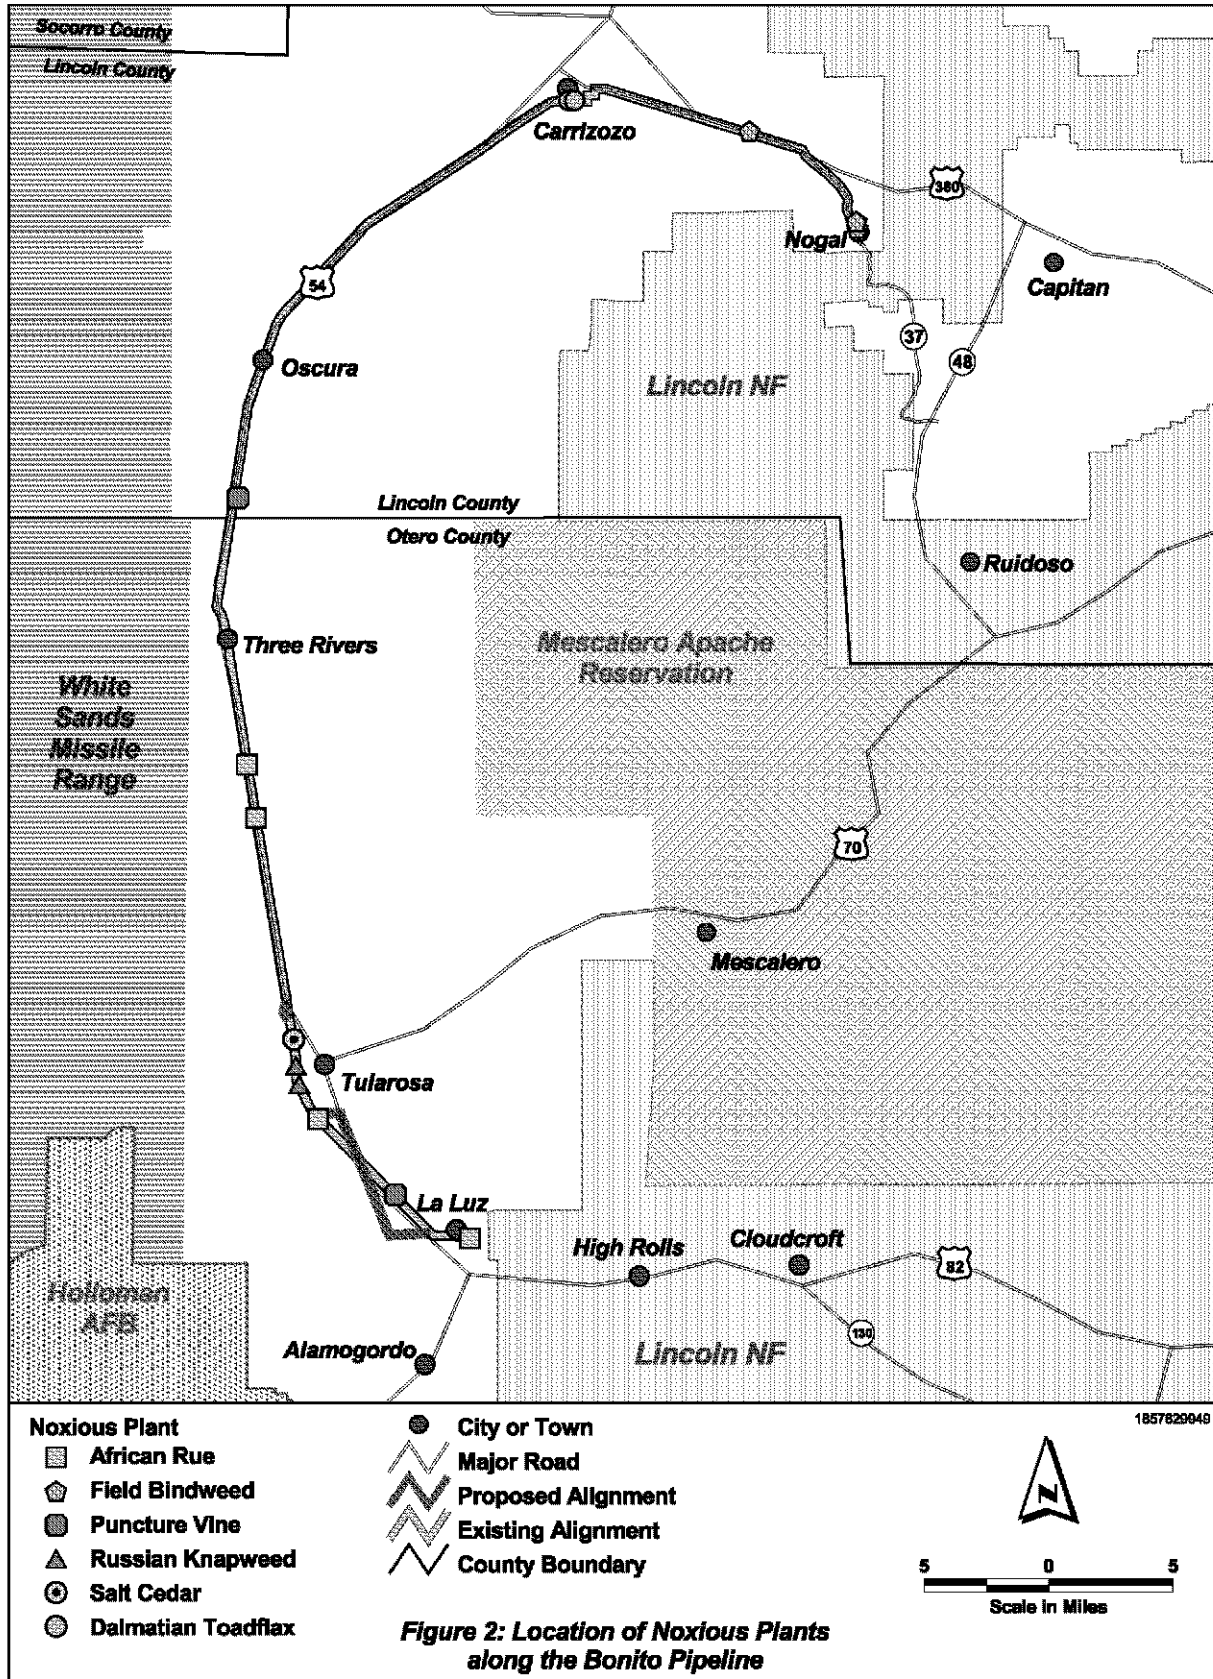 Socorro County
Lincoln County
Carrizozo
380
Nogal
Capitan
54
37
Oscura
48
Lincoln NF
Lincoln County
Otero County
Ruidoso
Three Rivers
Mescalero Apache
Reservation
White
Sands
Missile
Range
70
Mescalero
Tularosa
La Luz
High Rolls
Cloudcroft
82
Holloman
AFB
130
Alamogordo
Lincoln NF
1857629949
Noxious Plant
African Rue
Field Bindweed
Puncture Vine
Russian Knapweed
Salt Cedar
Dalmatian Toadflax
City or Town
Major Road
Proposed Alignment
Existing Alignment
County Boundary
N
5 0 5
Scale in Miles
Figure 2: Location of Noxious Plants
along the Bonito Pipeline